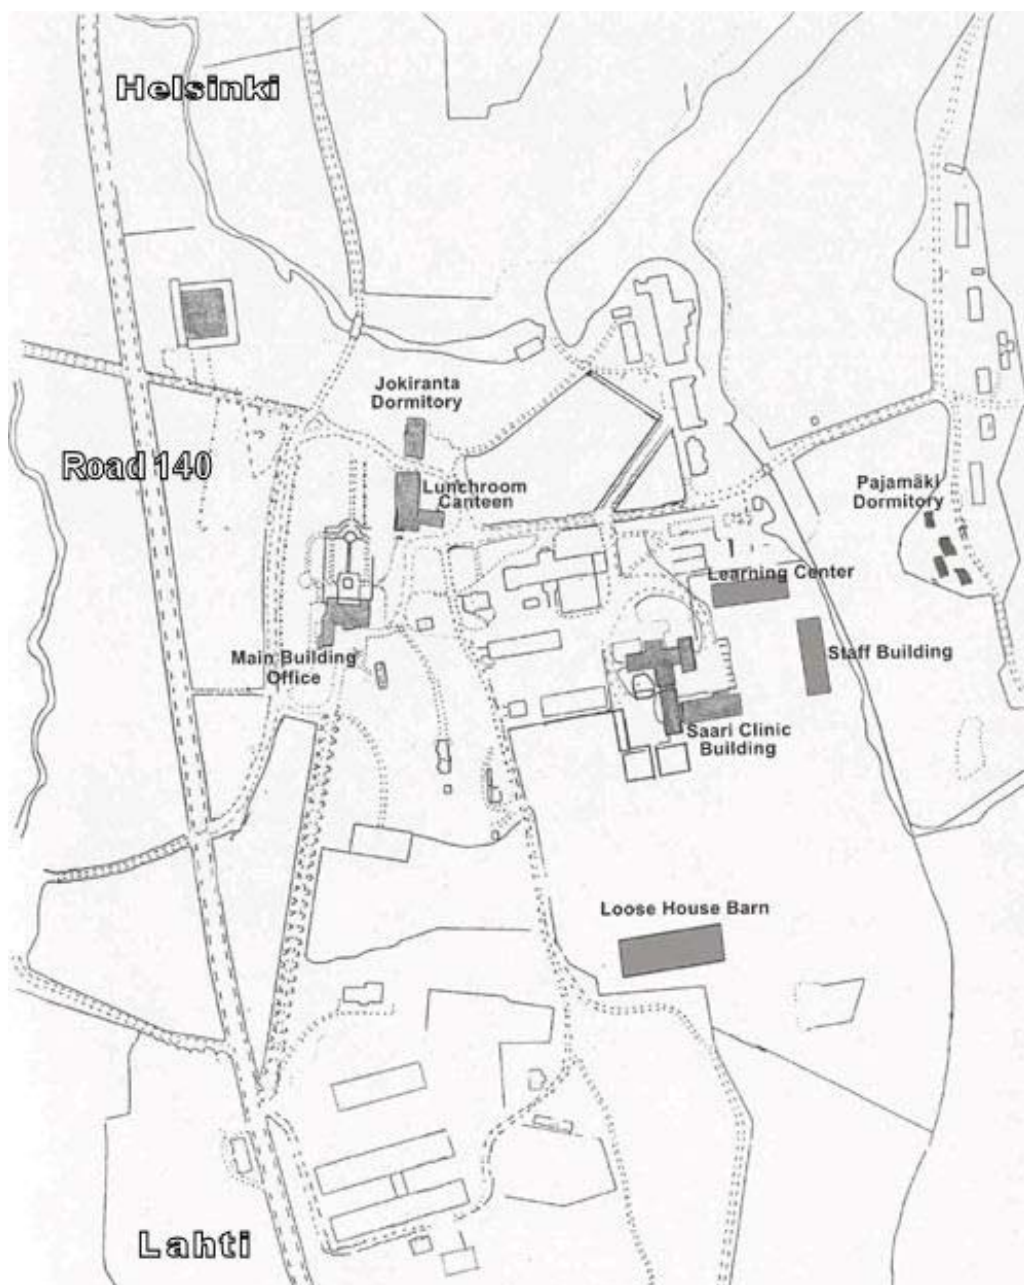 Helsinki
Jokiranta
Dormitory
Road 140
Lunchroom
Canteen
Pajamäki
Dormitory
Learning Center
Main Building
Office
Staff Building
Saari Clinic
Building
Loose House Barn
Lahti